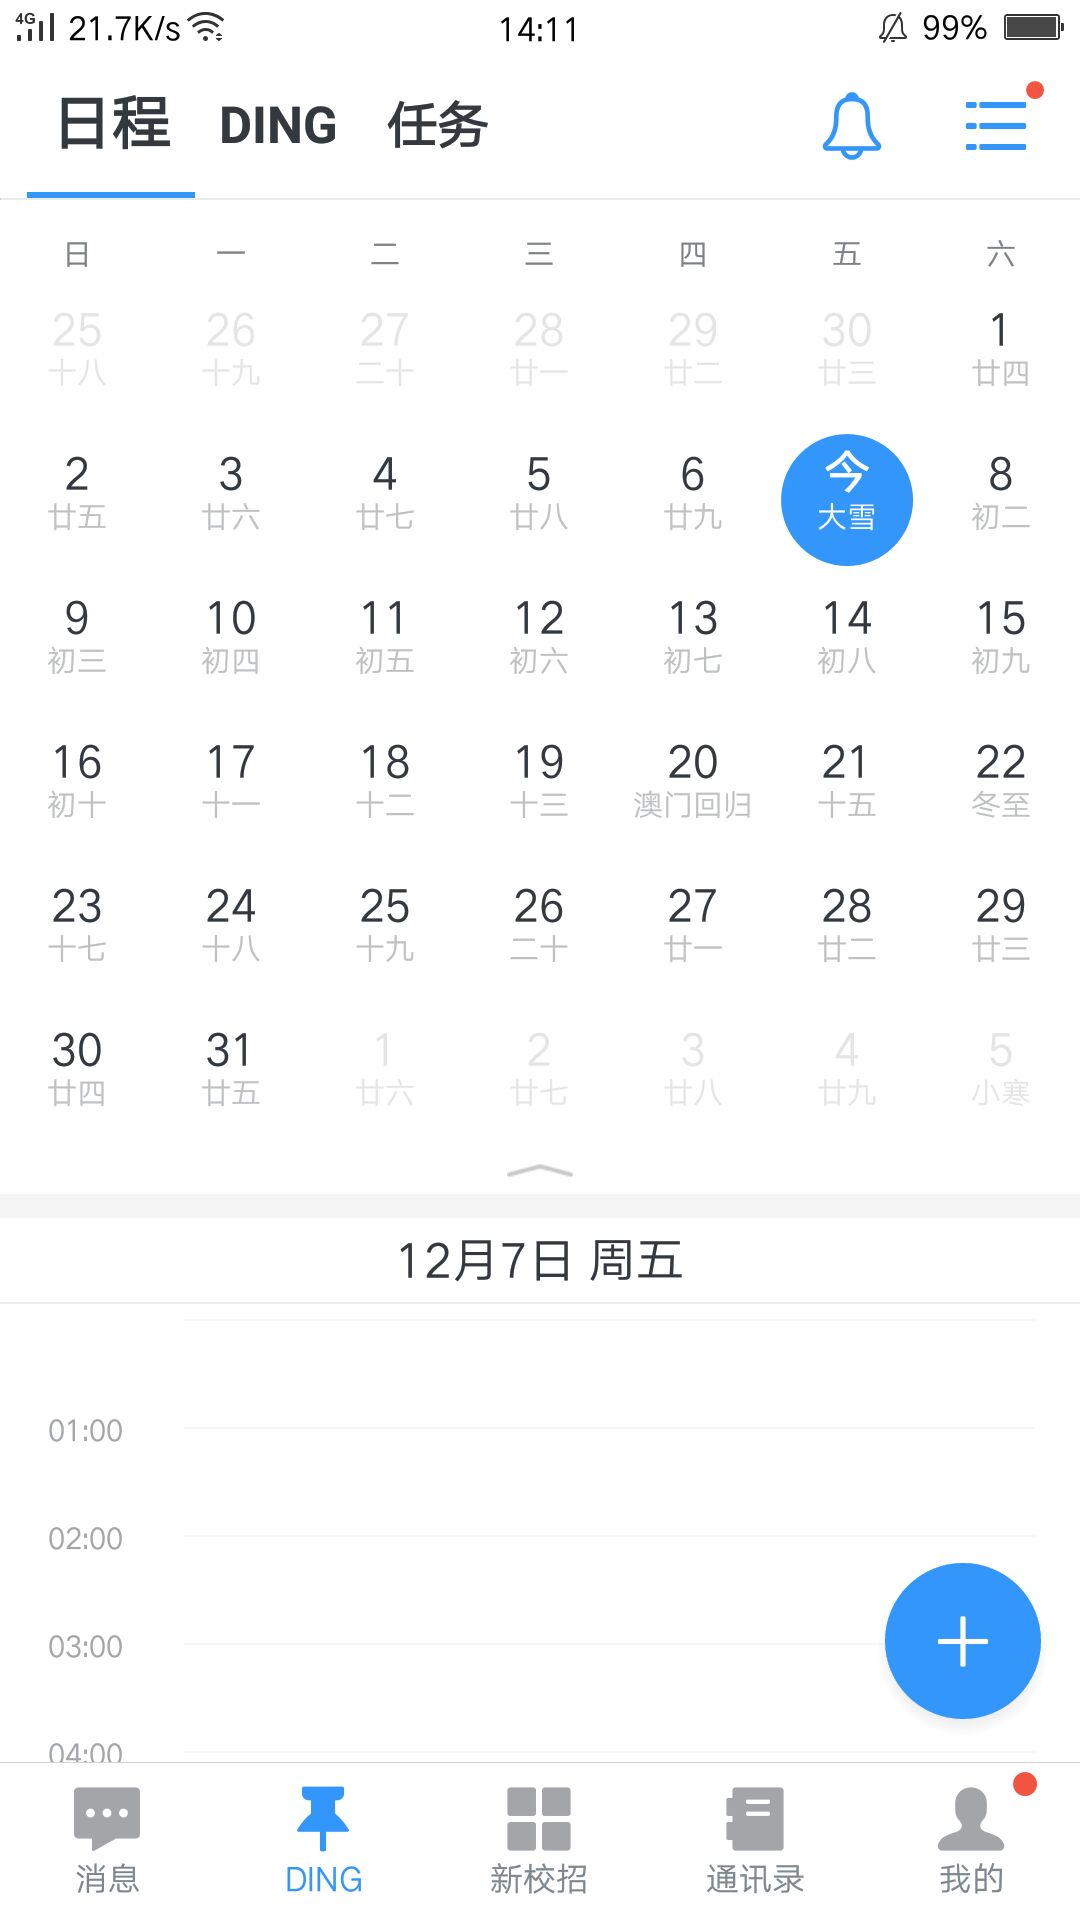 4G 21.7K/s 14:11 99%
日程 DING 任务
日 一 二 三 四 五 六
25 26 27 28 29 30 1
十八 十九 二十 廿一 廿二 廿三 廿四
2 3 4 5 6 今 8
廿五 廿六 廿七 廿八 廿九 大雪 初二
9 10 11 12 13 14 15
初三 初四 初五 初六 初七 初八 初九
16 17 18 19 20 21 22
初十 十一 十二 十三 澳门回归 十五 冬至
23 24 25 26 27 28 29
十七 十八 十九 二十 廿一 廿二 廿三
30 31 1 2 3 4 5
廿四 廿五 廿六 廿七 廿八 廿九 小寒
12月7日 周五
01:00
02:00
03:00
04:00
消息 DING 新校招 通讯录 我的